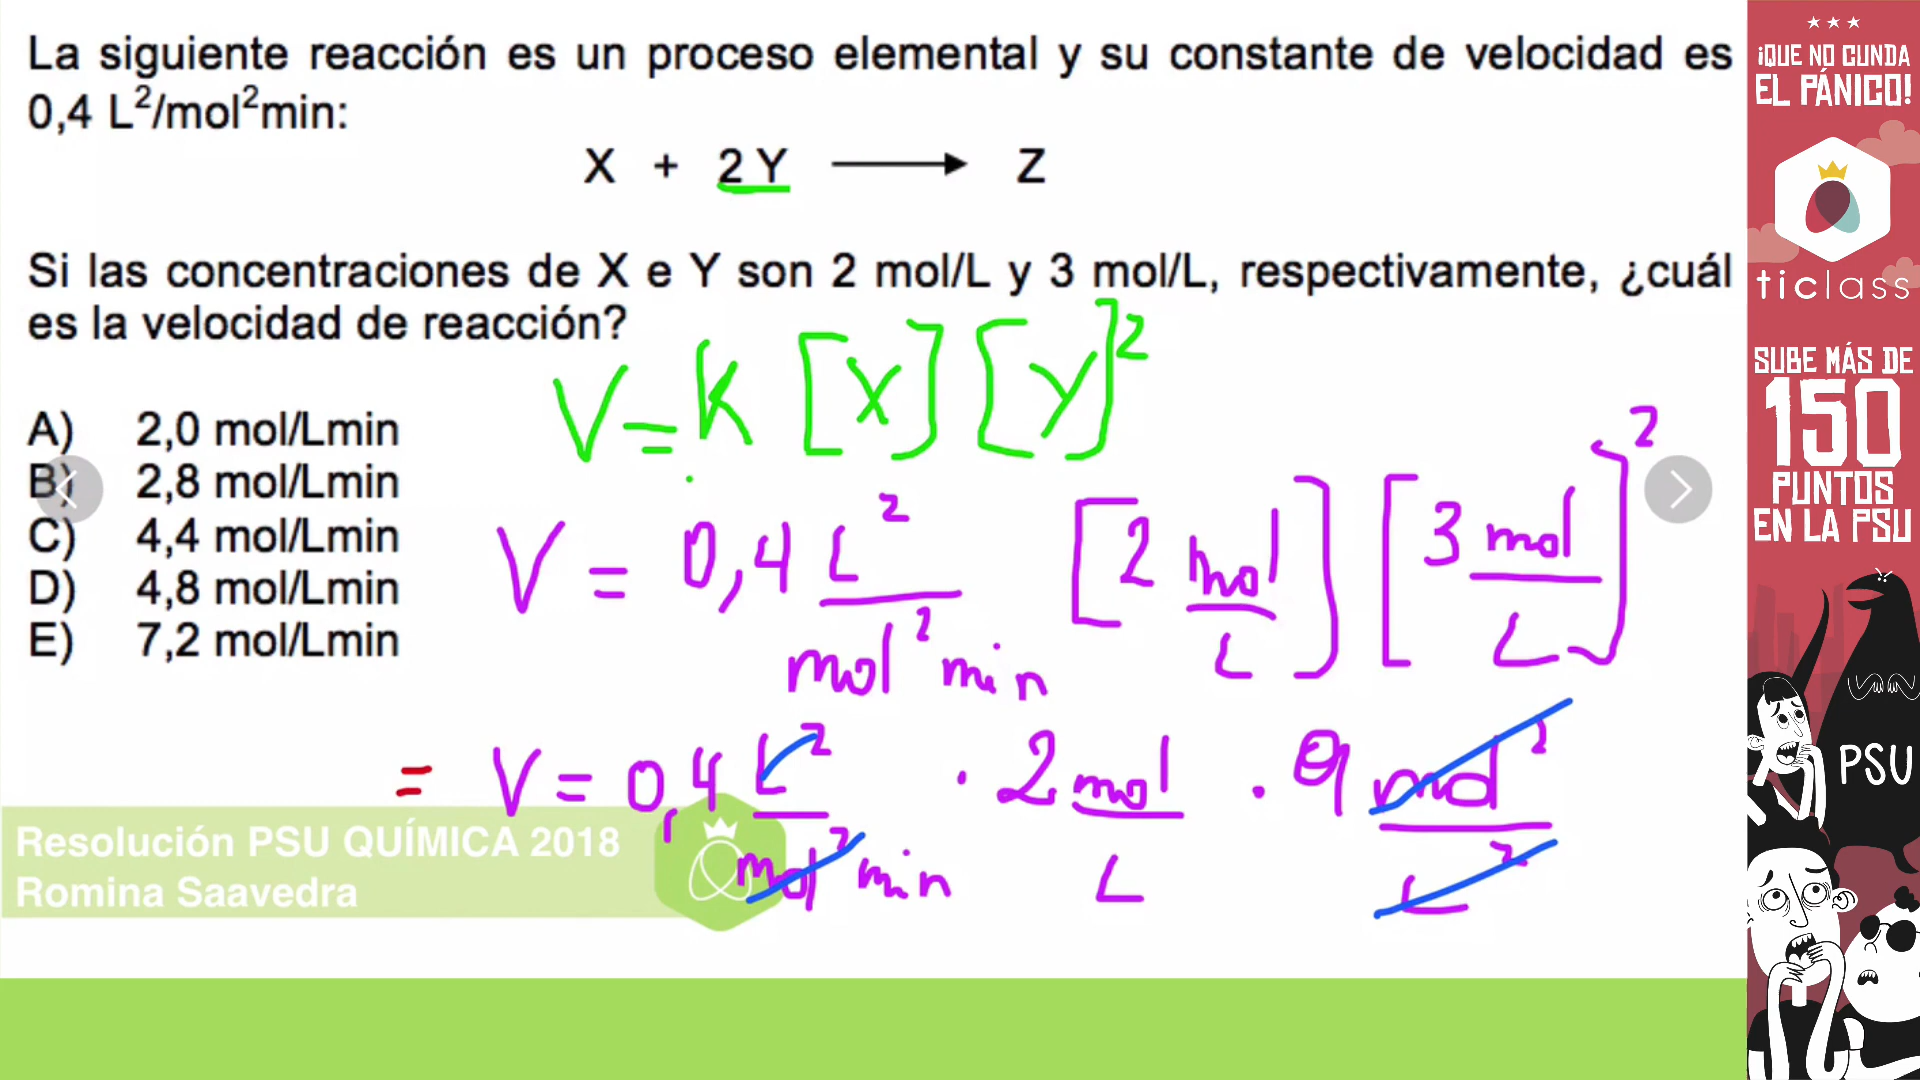 La siguiente reacción es un proceso elemental y su constante de velocidad es
0,4 L²/mol²min:
X + 2 Y ⟶ Z
Si las concentraciones de X e Y son 2 mol/L y 3 mol/L, respectivamente, ¿cuál
es la velocidad de reacción?
A) 2,0 mol/Lmin
B) 2,8 mol/Lmin
C) 4,4 mol/Lmin
D) 4,8 mol/Lmin
E) 7,2 mol/Lmin
V = K [X] [Y]²
V = 0,4 L²/mol² min [2 mol/L] [3 mol/L]²
= V = 0,4 L²/mol² min · 2 mol/L · 9 mol²/L²
Resolución PSU QUÍMICA 2018
Romina Saavedra
¡QUE NO CUNDA
EL PÁNICO!
ticlass
SUBE MÁS DE
150
PUNTOS
EN LA PSU
PSU